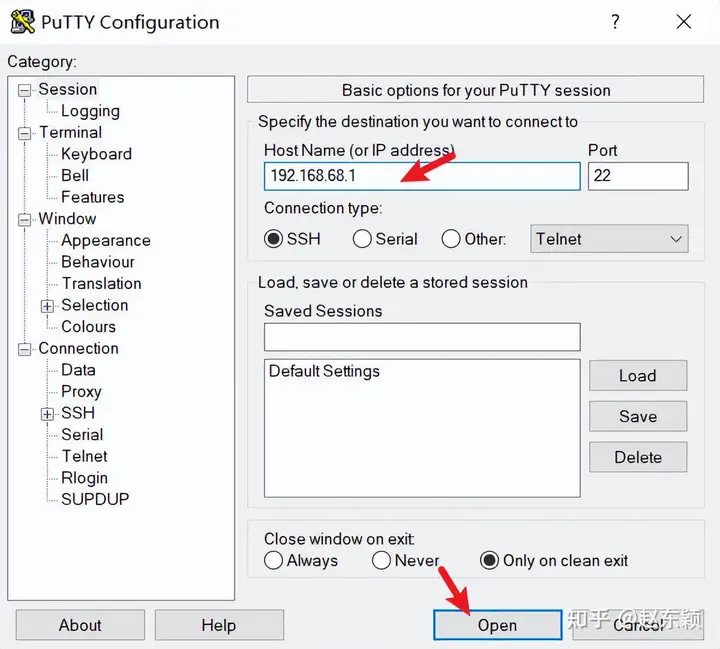 PuTTY Configuration
?
Category:
Session
Logging
Terminal
Keyboard
Bell
Features
Window
Appearance
Behaviour
Translation
Selection
Colours
Connection
Data
Proxy
SSH
Serial
Telnet
Rlogin
SUPDUP
Basic options for your PuTTY session
Specify the destination you want to connect to
Host Name (or IP address) Port
192.168.68.1 22
Connection type:
SSH Serial Other: Telnet
Load, save or delete a stored session
Saved Sessions
Default Settings
Load
Save
Delete
Close window on exit:
Always Never Only on clean exit
About Help Open Cancel
知乎 @赵东颖